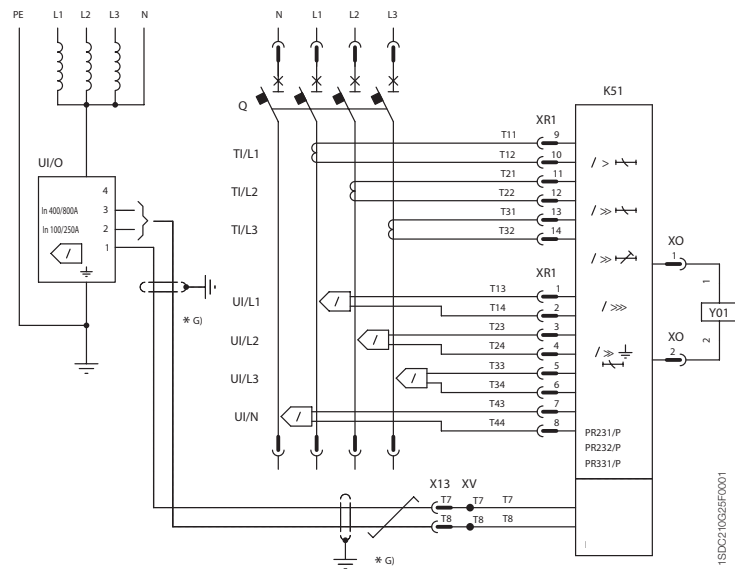 PE L1 L2 L3 N
N L1 L2 L3
K51
Q
XR1
T11 9
T12 10
TI/L1
T21 11
T22 12
TI/L2
T31 13
T32 14
TI/L3
UI/O
4
In 400/800A 3
In 100/250A 2
1
/
/ >
/ >>
/ >>
/ >>>
/ >>
XO
1
1
Y01
2
XO
2
XR1
T13 1
T14 2
UI/L1 /
T23 3
T24 4
UI/L2 /
T33 5
T34 6
UI/L3 /
T43 7
T44 8
UI/N /
* G)
PR231/P
PR232/P
PR331/P
X13 XV
T7 T7 T7
T8 T8 T8
* G)
1SDC210G25F0001